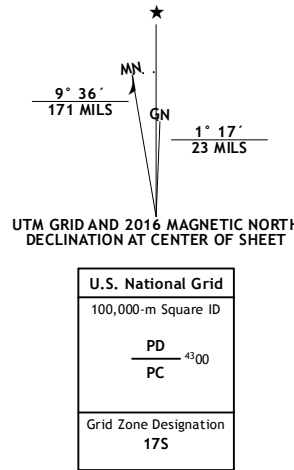 ★
MN
GN
9° 36´
171 MILS
1° 17´
23 MILS
UTM GRID AND 2016 MAGNETIC NORTH
DECLINATION AT CENTER OF SHEET
U.S. National Grid
100,000-m Square ID
PD
4300
PC
Grid Zone Designation
17S